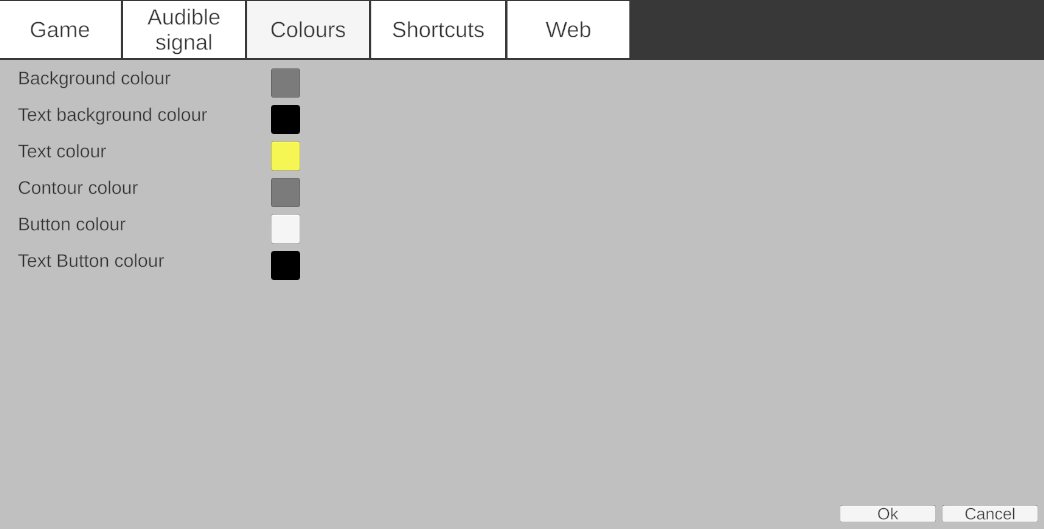 Game
Audible
signal
Colours
Shortcuts
Web
Background colour
Text background colour
Text colour
Contour colour
Button colour
Text Button colour
Ok
Cancel